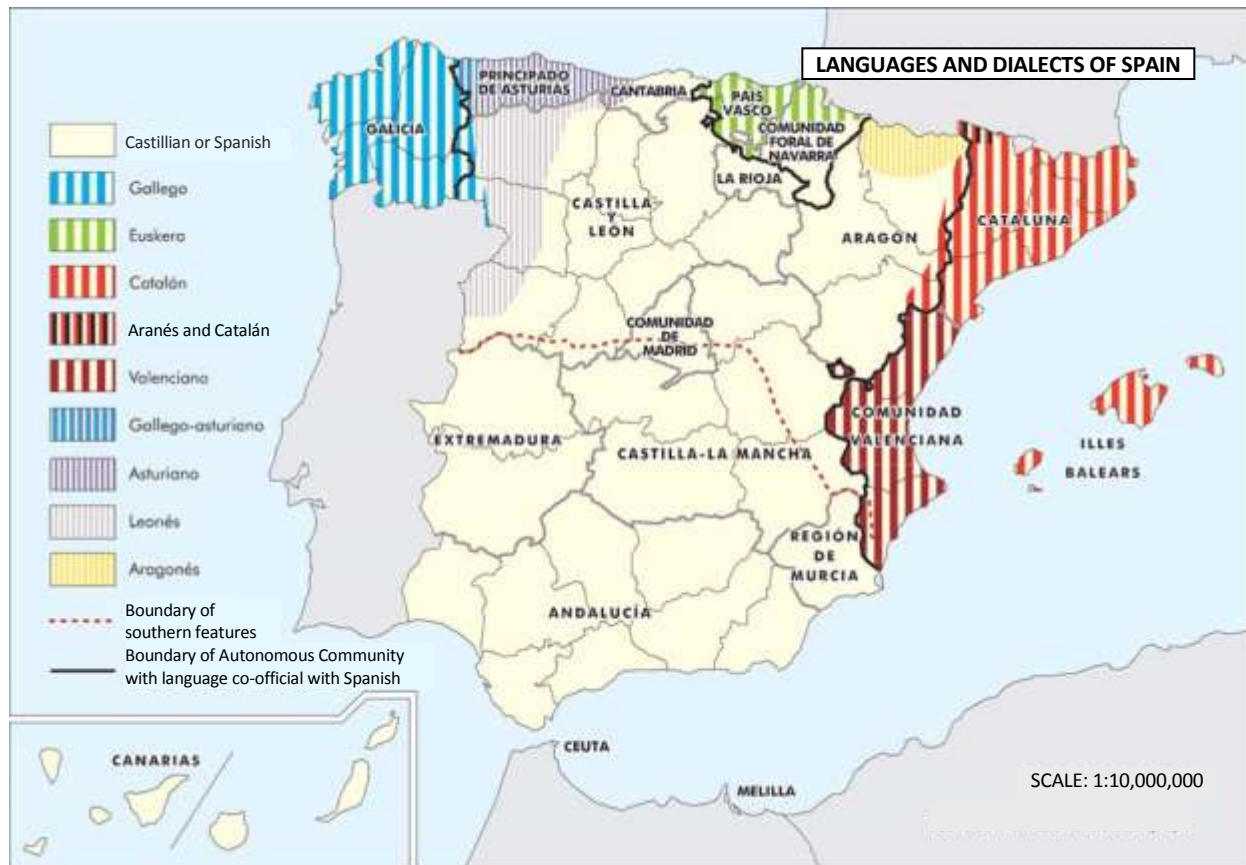 LANGUAGES AND DIALECTS OF SPAIN
PRINCIPADO
DE ASTURIAS
CANTABRIA
PAÍS
VASCO
COMUNIDAD
FORAL DE
NAVARRA
GALICIA
LA RIOJA
CASTILLA
Y
LEÓN
ARAGÓN
CATALUNA
COMUNIDAD
DE
MADRID
EXTREMADURA
CASTILLA-LA MANCHA
COMUNIDAD
VALENCIANA
ILLES
BALEARS
REGIÓN
DE
MURCIA
ANDALUCÍA
CEUTA
MELILLA
CANARIAS
Castillian or Spanish
Gallego
Euskera
Catalán
Aranés and Catalán
Valenciano
Gallego-asturiano
Asturiano
Leonés
Aragonés
Boundary of
southern features
Boundary of Autonomous Community
with language co-official with Spanish
SCALE: 1:10,000,000